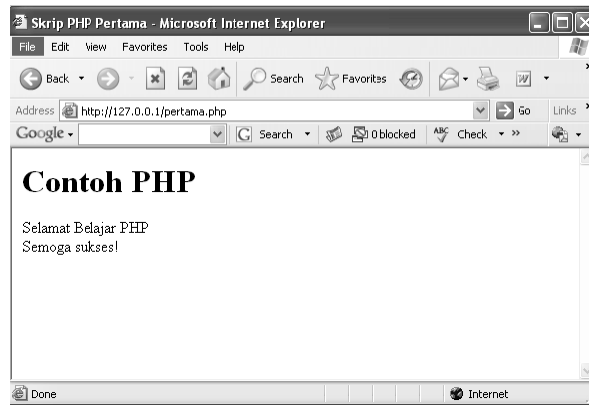 Skrip PHP Pertama - Microsoft Internet Explorer
File Edit View Favorites Tools Help
Back Search Favorites W
Address http://127.0.0.1/pertama.php Go Links »
Google G Search 0 blocked ABC Check »
Contoh PHP
Selamat Belajar PHP
Semoga sukses!
Done Internet